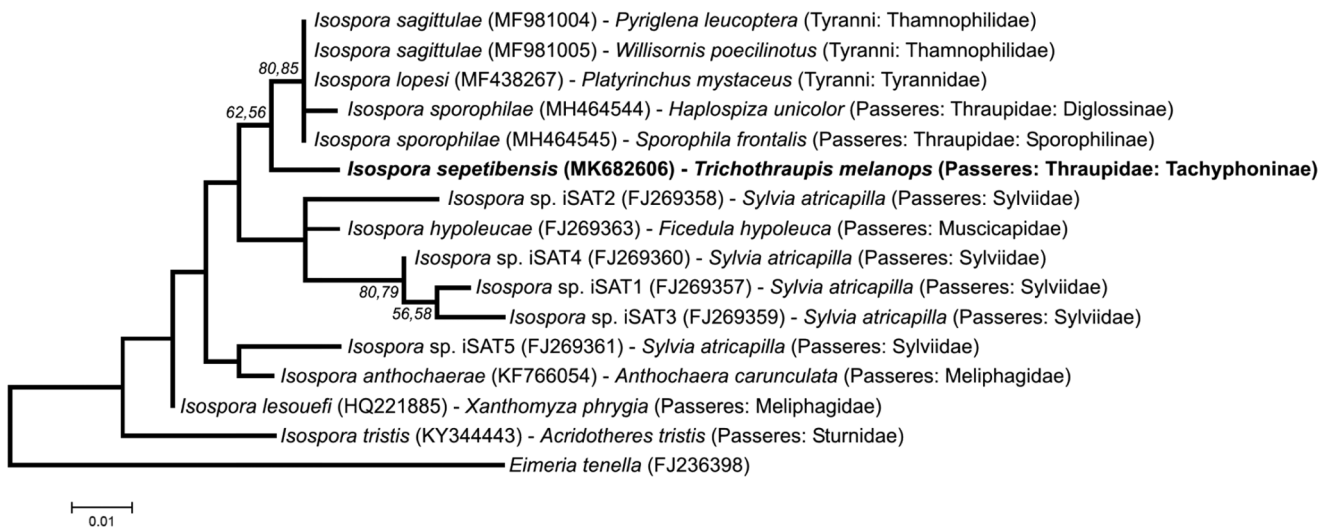 Isospora sagittulae (MF981004) - Pyriglena leucoptera (Tyranni: Thamnophilidae)
Isospora sagittulae (MF981005) - Willisornis poecilinotus (Tyranni: Thamnophilidae)
80,85
Isospora lopesi (MF438267) - Platyrinchus mystaceus (Tyranni: Tyrannidae)
62,56
Isospora sporophilae (MH464544) - Haplospiza unicolor (Passeres: Thraupidae: Diglossinae)
Isospora sporophilae (MH464545) - Sporophila frontalis (Passeres: Thraupidae: Sporophilinae)
Isospora sepetibensis (MK682606) - Trichothraupis melanops (Passeres: Thraupidae: Tachyphoninae)
Isospora sp. iSAT2 (FJ269358) - Sylvia atricapilla (Passeres: Sylviidae)
Isospora hypoleucae (FJ269363) - Ficedula hypoleuca (Passeres: Muscicapidae)
Isospora sp. iSAT4 (FJ269360) - Sylvia atricapilla (Passeres: Sylviidae)
80,79
Isospora sp. iSAT1 (FJ269357) - Sylvia atricapilla (Passeres: Sylviidae)
56,58
Isospora sp. iSAT3 (FJ269359) - Sylvia atricapilla (Passeres: Sylviidae)
Isospora sp. iSAT5 (FJ269361) - Sylvia atricapilla (Passeres: Sylviidae)
Isospora anthochaerae (KF766054) - Anthochaera carunculata (Passeres: Meliphagidae)
Isospora lesouefi (HQ221885) - Xanthomyza phrygia (Passeres: Meliphagidae)
Isospora tristis (KY344443) - Acridotheres tristis (Passeres: Sturnidae)
Eimeria tenella (FJ236398)
0.01